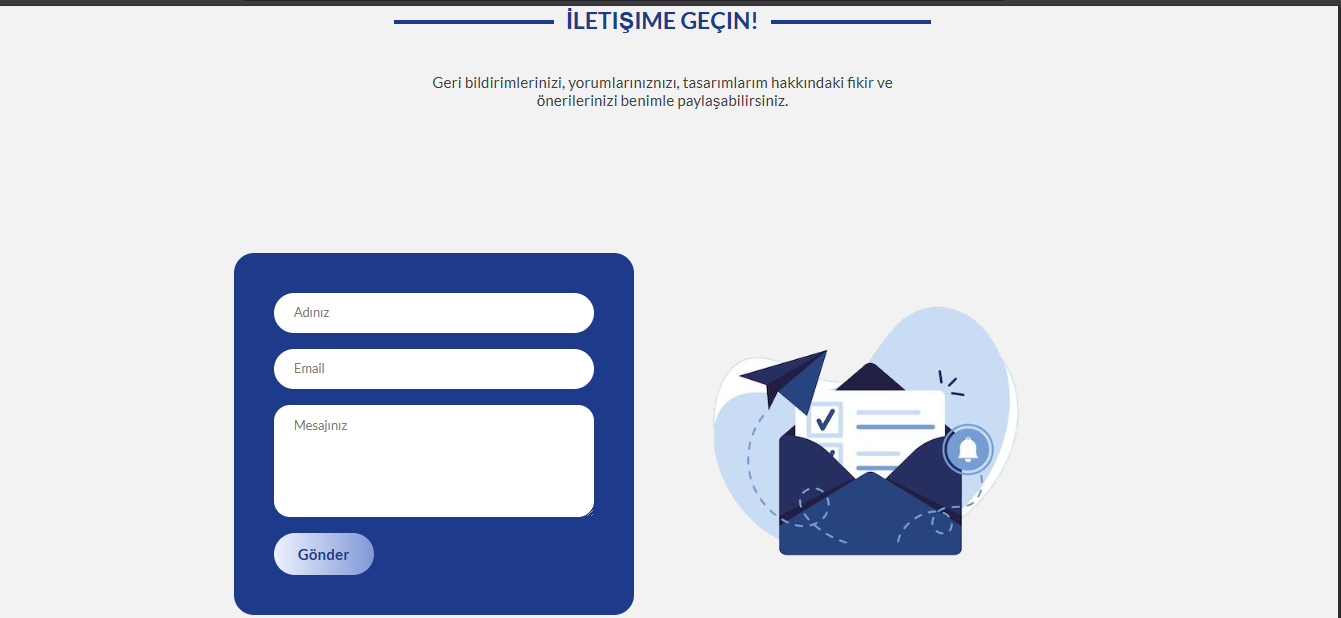 İLETIŞIME GEÇIN!
Geri bildirimlerinizi, yorumlarınıznızı, tasarımlarım hakkındaki fikir ve
önerilerinizi benimle paylaşabilirsiniz.
Adınız
Email
Mesajınız
Gönder